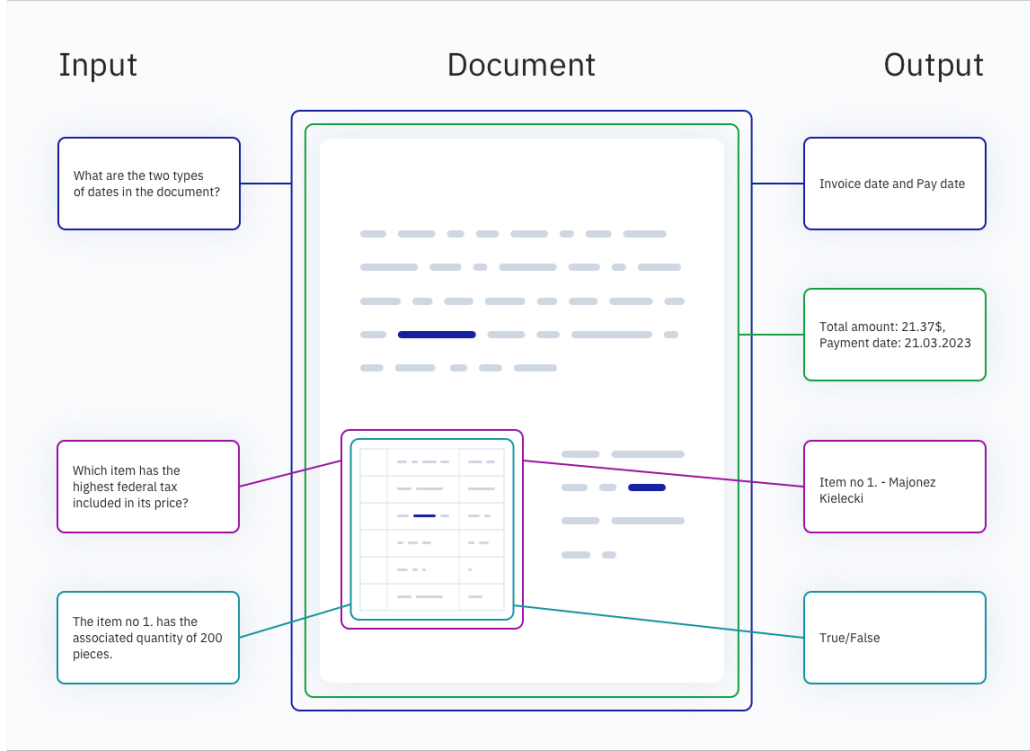 Input
Document
Output
What are the two types
of dates in the document?
Invoice date and Pay date
Total amount: 21.37$,
Payment date: 21.03.2023
Which item has the
highest federal tax
included in its price?
Item no 1. - Majonez
Kielecki
The item no 1. has the
associated quantity of 200
pieces.
True/False